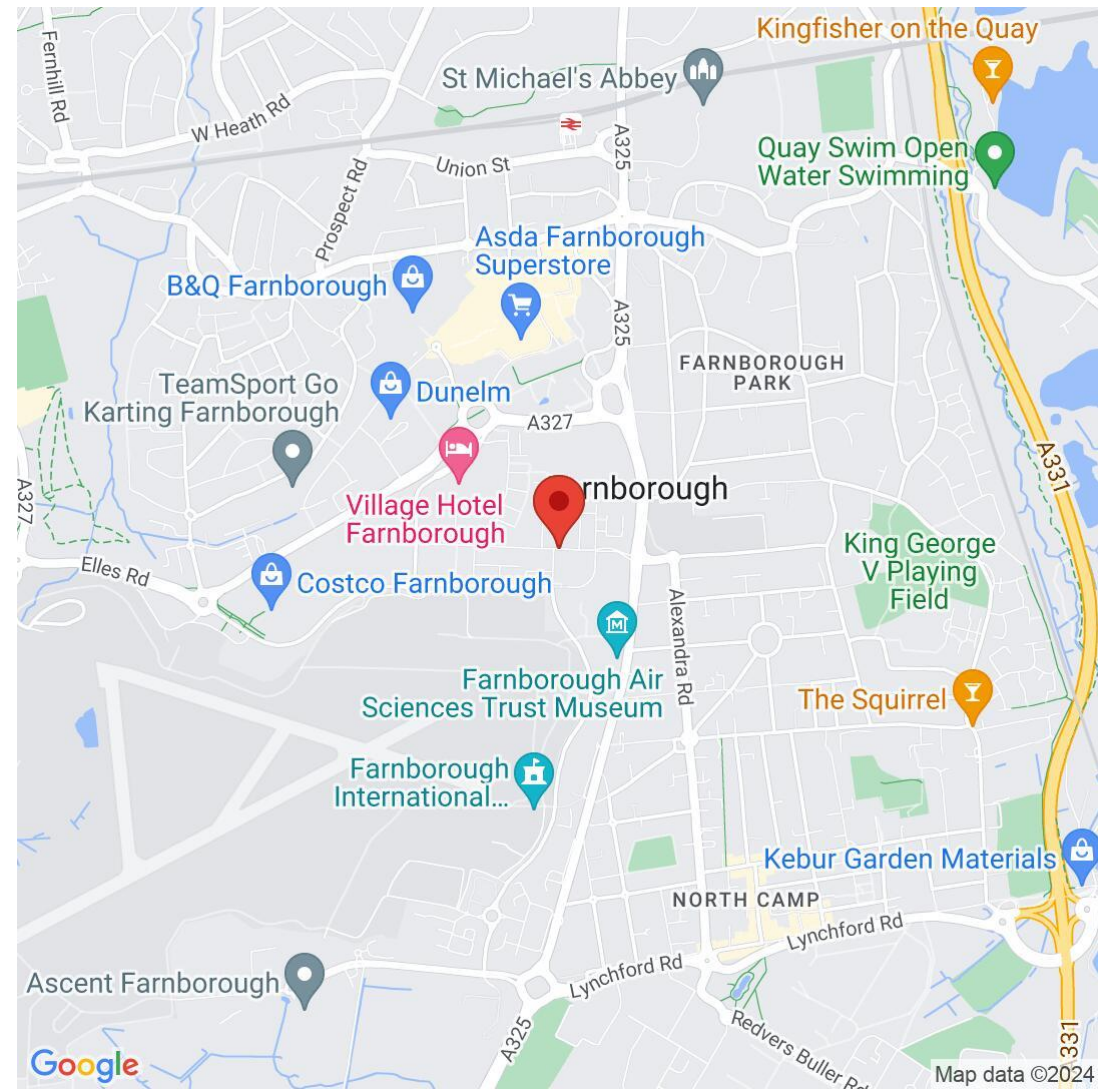 Kingfisher on the Quay
Fernhill Rd
St Michael's Abbey
W Heath Rd
A325
Union St
Quay Swim Open
Water Swimming
Prospect Rd
Asda Farnborough
Superstore
B&Q Farnborough
A325
FARNBOROUGH
PARK
TeamSport Go
Karting Farnborough
Dunelm
A327
A331
A327
rnborough
Village Hotel
Farnborough
King George
V Playing
Field
Elles Rd
Costco Farnborough
Alexandra Rd
Farnborough Air
Sciences Trust Museum
The Squirrel
Farnborough
International...
Kebur Garden Materials
NORTH CAMP
Lynchford Rd
Ascent Farnborough
Lynchford Rd
A325
Redvers Buller Rd
A331
Google
Map data ©2024